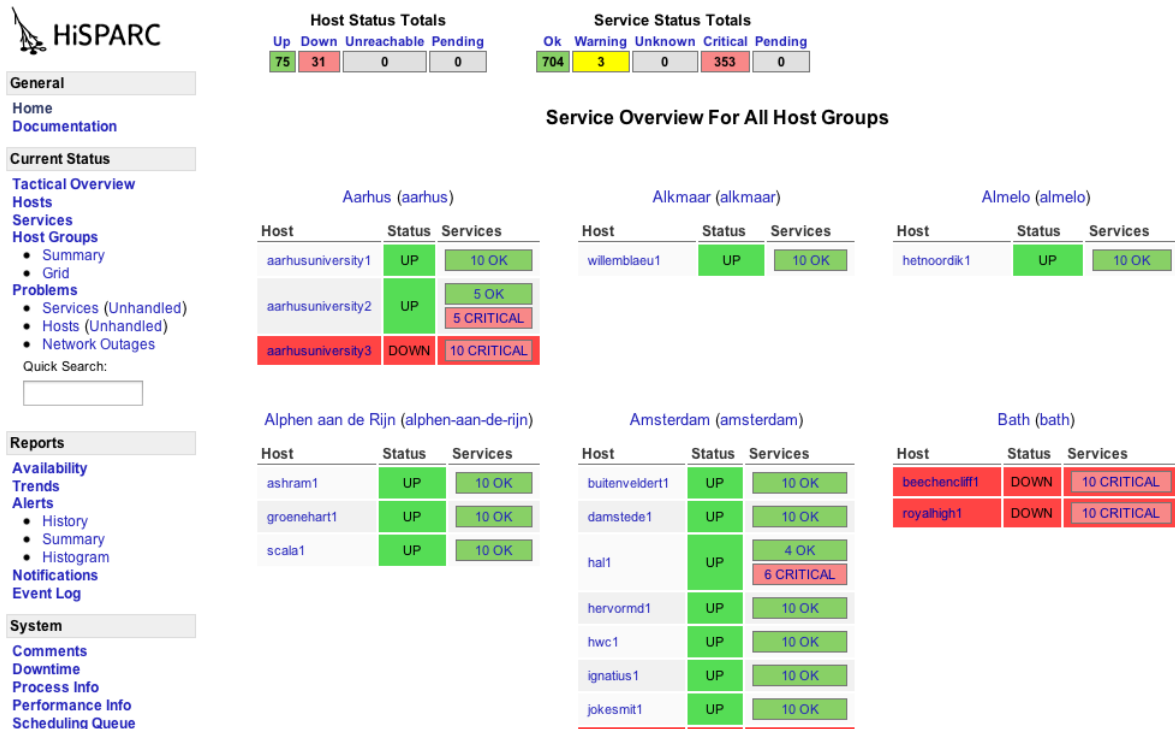 HiSPARC
General
Home
Documentation
Current Status
Tactical Overview
Hosts
Services
Host Groups
Summary
Grid
Problems
Services (Unhandled)
Hosts (Unhandled)
Network Outages
Quick Search:
Reports
Availability
Trends
Alerts
History
Summary
Histogram
Notifications
Event Log
System
Comments
Downtime
Process Info
Performance Info
Scheduling Queue
Host Status Totals
Up Down Unreachable Pending
75 31 0 0
Service Status Totals
Ok Warning Unknown Critical Pending
704 3 0 353 0
Service Overview For All Host Groups
Aarhus (aarhus)
Host Status Services
aarhusuniversity1 UP 10 OK
aarhusuniversity2 UP 5 OK
5 CRITICAL
aarhusuniversity3 DOWN 10 CRITICAL
Alkmaar (alkmaar)
Host Status Services
willemblaeu1 UP 10 OK
Almelo (almelo)
Host Status Services
hetnoordik1 UP 10 OK
Alphen aan de Rijn (alphen-aan-de-rijn)
Host Status Services
ashram1 UP 10 OK
groenehart1 UP 10 OK
scala1 UP 10 OK
Amsterdam (amsterdam)
Host Status Services
buitenveldert1 UP 10 OK
damstede1 UP 10 OK
hal1 UP 4 OK
6 CRITICAL
hervormd1 UP 10 OK
hwc1 UP 10 OK
ignatius1 UP 10 OK
jokesmit1 UP 10 OK
Bath (bath)
Host Status Services
beechencliff1 DOWN 10 CRITICAL
royalhigh1 DOWN 10 CRITICAL